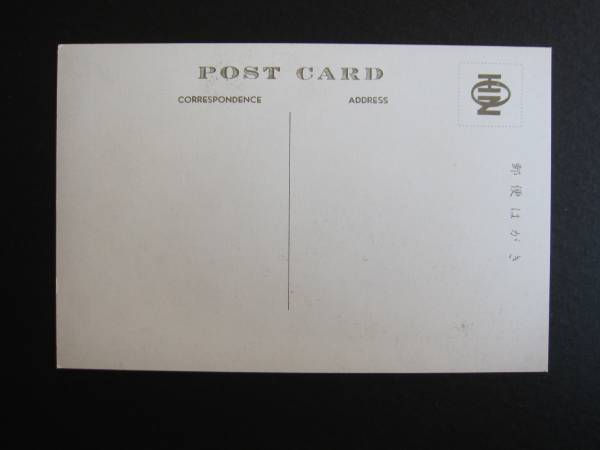 POST CARD
CORRESPONDENCE
ADDRESS
郵便はがき